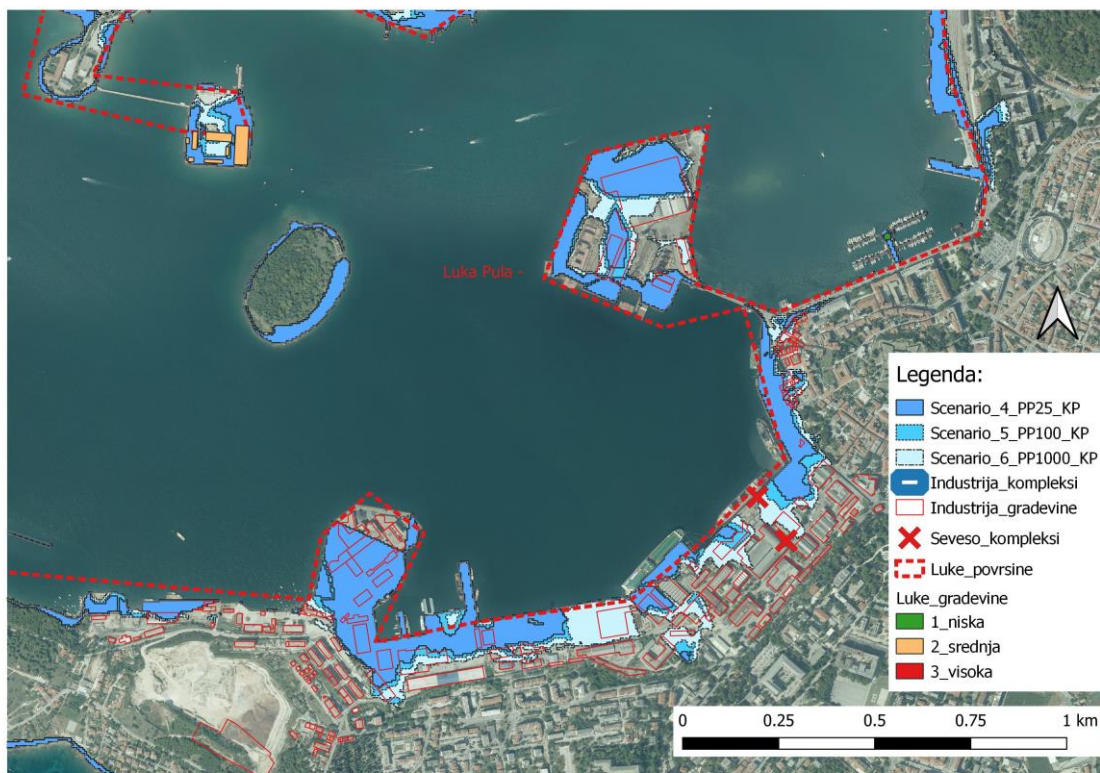 Luka Pula -
Legenda:
Scenario_4_PP25_KP
Scenario_5_PP100_KP
Scenario_6_PP1000_KP
Industrija_kompleksi
Industrija_gradevine
Seveso_kompleksi
Luke_povrsine
Luke_gradevine
1_niska
2_srednja
3_visoka
0 0.25 0.5 0.75 1 km